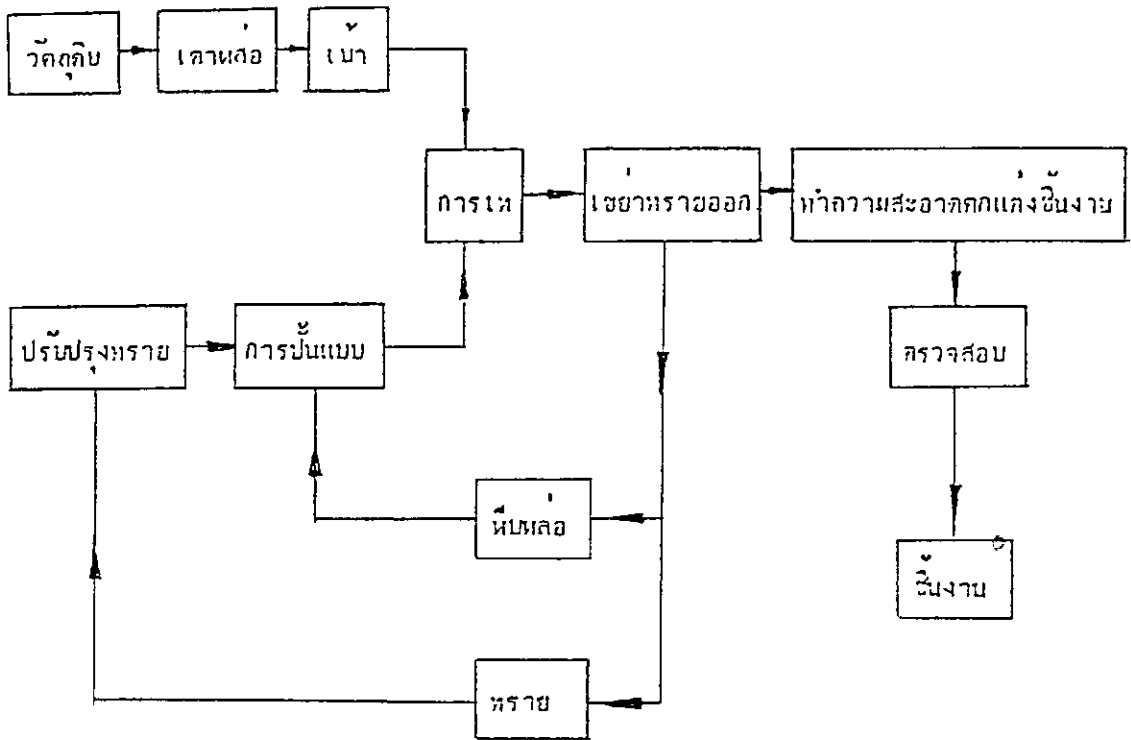 วัตถุดิบ
เตาหล่อ
เบ้า
การเท
เขย่าทรายออก
ทำความสะอาดตกแต่งชิ้นงาน
ปรับปรุงทราย
การปั้นแบบ
ตรวจสอบ
หีบหล่อ
ชิ้นงาน
ทราย